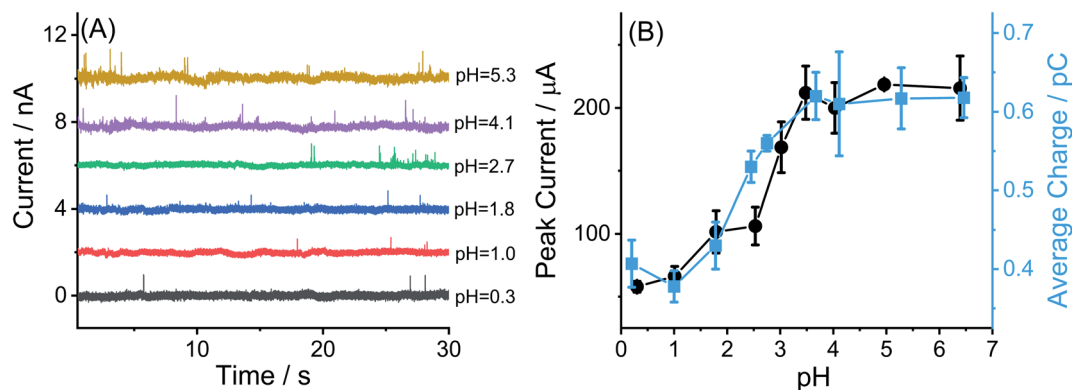 (A)
Current / nA
12
8
4
0
10
20
30
Time / s
pH=5.3
pH=4.1
pH=2.7
pH=1.8
pH=1.0
pH=0.3
(B)
Peak Current / μA
200
100
0
1
2
3
4
5
6
7
pH
0.7
0.6
0.5
0.4
Average Charge / pC